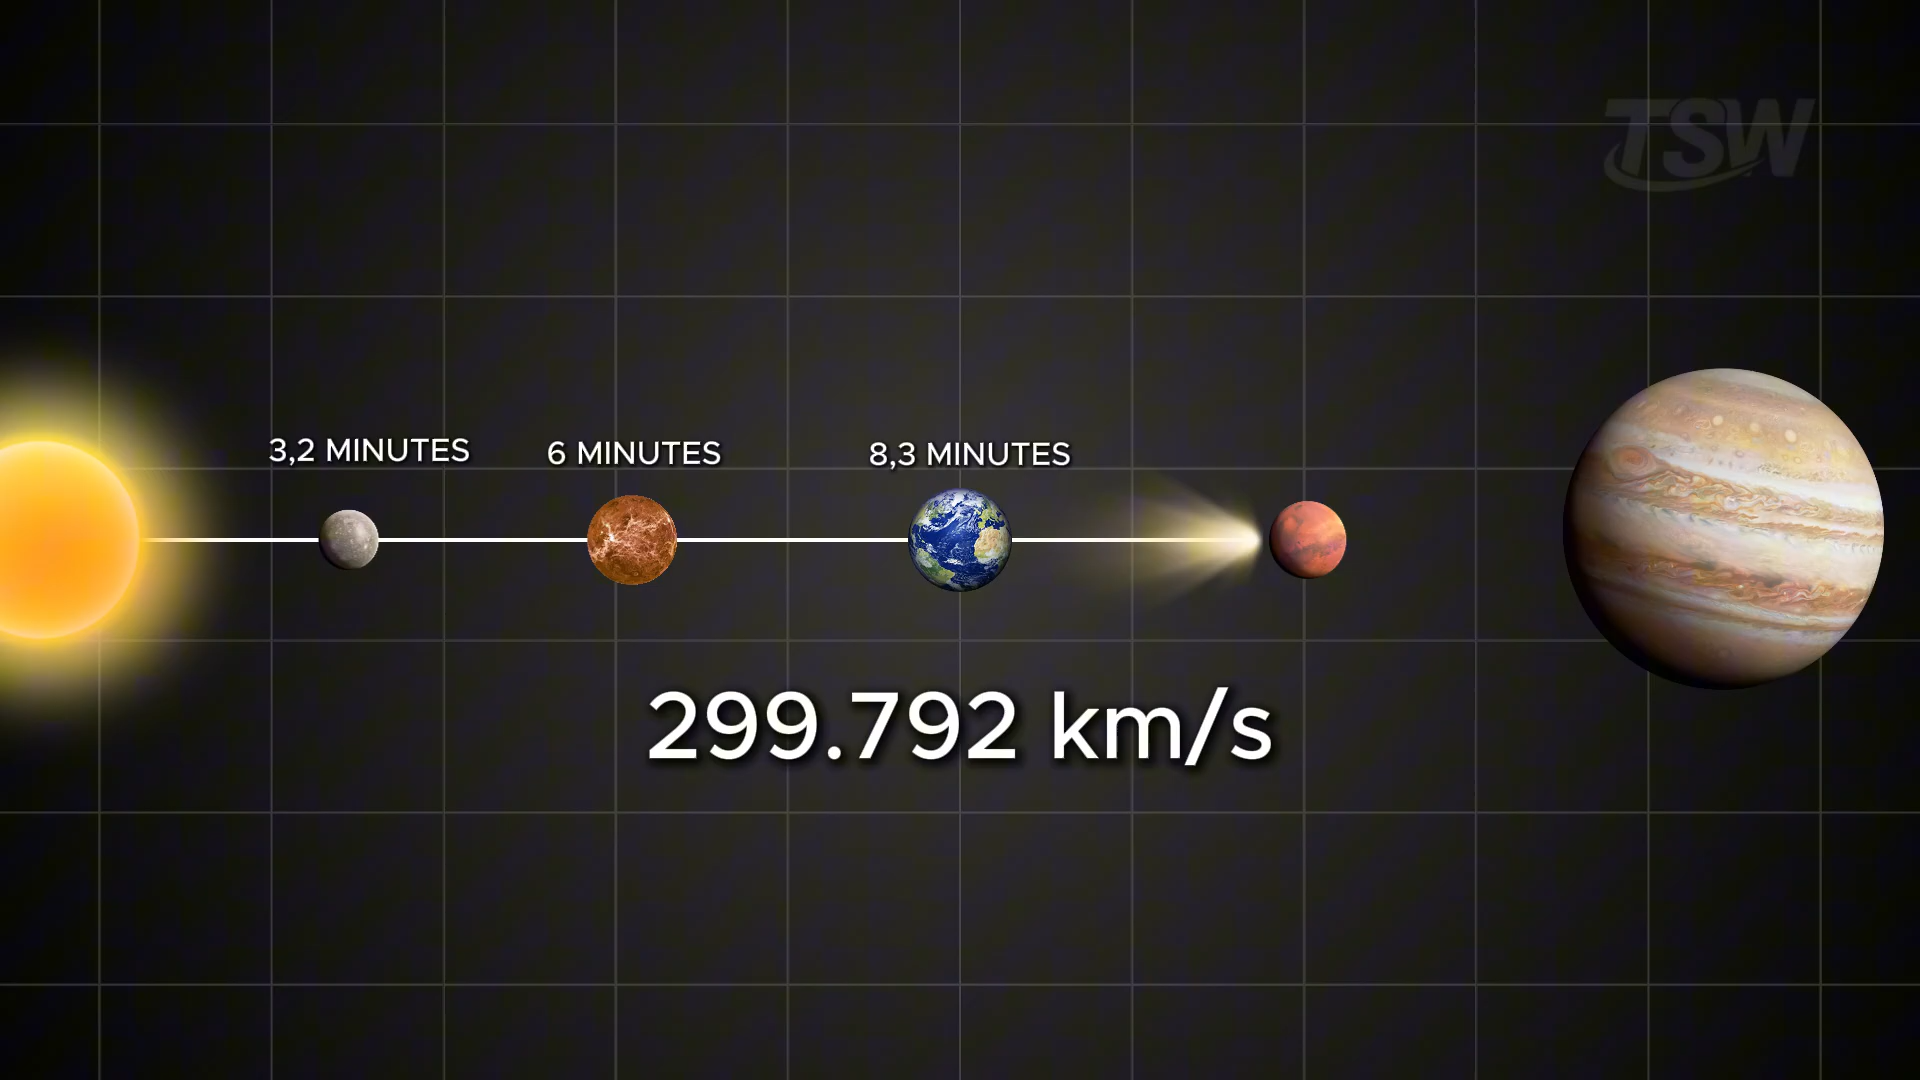 TSW
3,2 MINUTES
6 MINUTES
8,3 MINUTES
299.792 km/s